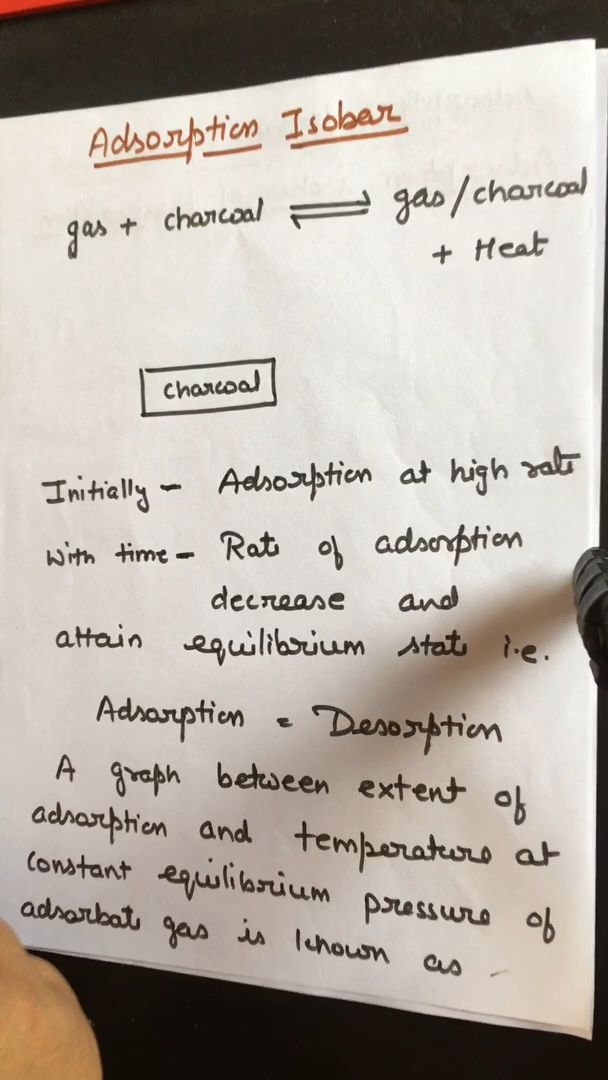 Adsorption Isobar
gas + charcoal ⇌ gas/charcoal
+ Heat
charcoal
Initially - Adsorption at high rate
With time - Rate of adsorption
decrease and
attain equilibrium state i.e.
Adsorption = Desorption
A graph between extent of
adsorption and temperature at
constant equilibrium pressure of
adsorbate gas is known as -